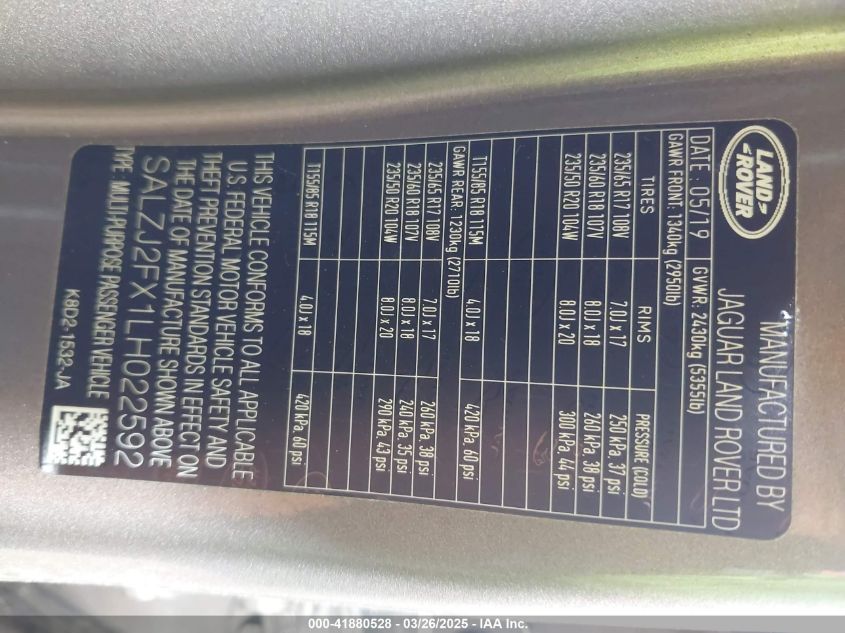 LAND
ROVER
MANUFACTURED BY
JAGUAR LAND ROVER LTD
DATE : 05/19 GVWR: 2430kg (5355lb)
GAWR FRONT: 1340kg (2950lb)
TIRES RIMS PRESSURE (COLD)
235/65 R17 108V 7.0J x 17 250 kPa, 37 psi
235/60 R18 107V 8.0J x 18 260 kPa, 38 psi
235/50 R20 104W 8.0J x 20 300 kPa, 44 psi
T155/85 R18 115M 4.0J x 18 420 kPa, 60 psi
GAWR REAR: 1230kg (2710lb)
235/65 R17 108V 7.0J x 17 260 kPa, 38 psi
235/60 R18 107V 8.0J x 18 240 kPa, 35 psi
235/50 R20 104W 8.0J x 20 290 kPa, 43 psi
T155/85 R18 115M 4.0J x 18 420 kPa, 60 psi
THIS VEHICLE CONFORMS TO ALL APPLICABLE
U.S. FEDERAL MOTOR VEHICLE SAFETY AND
THEFT PREVENTION STANDARDS IN EFFECT ON
THE DATE OF MANUFACTURE SHOWN ABOVE
SALZJ2FX1LH022592
TYPE: MULTI-PURPOSE PASSENGER VEHICLE
K8D2-1532-JA
000-41880528 - 03/26/2025 - IAA Inc.